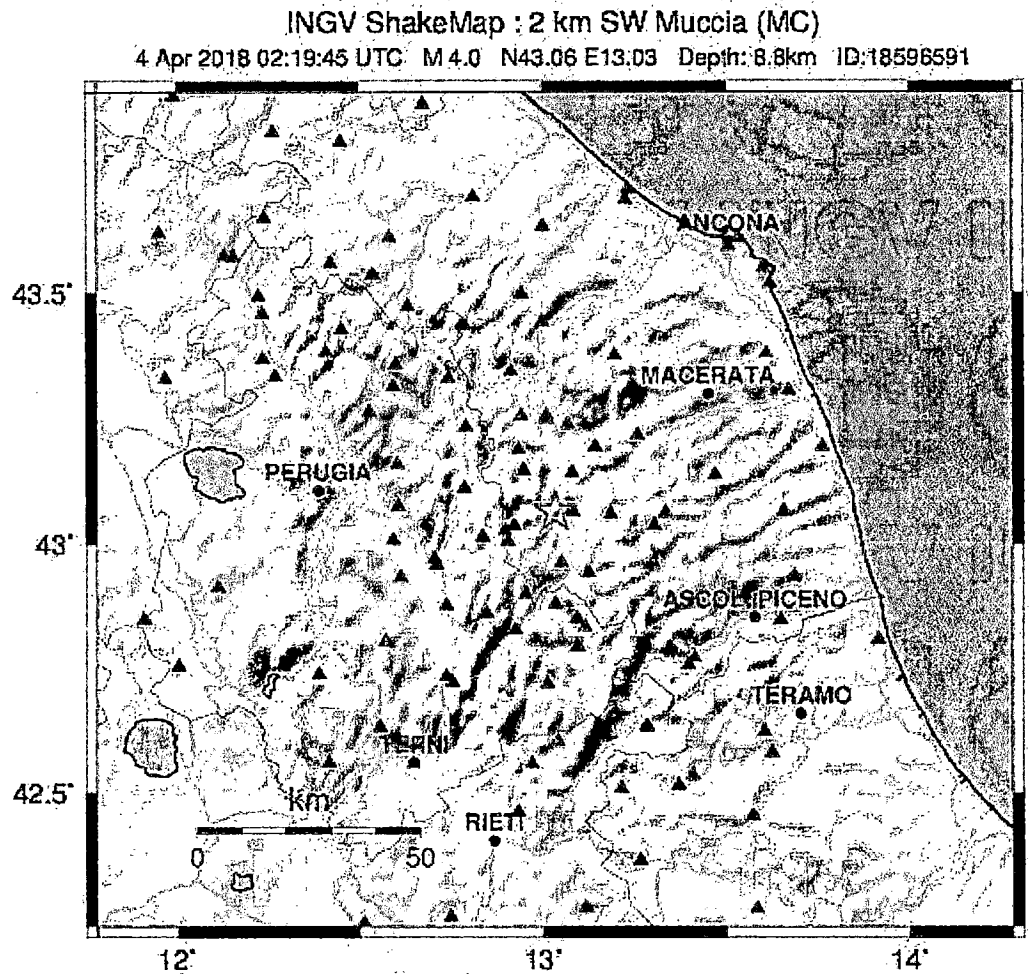 INGV ShakeMap : 2 km SW Muccia (MC)
4 Apr 2018 02:19:45 UTC M 4.0 N43.06 E13.03 Depth: 8.8km ID:18596591
ANCONA
43.5˚
MACERATA
PERUGIA
43˚
ASCOLIPICENO
TERAMO
TERNI
42.5˚
km
RIETI
0 50
12˚ 13˚ 14˚